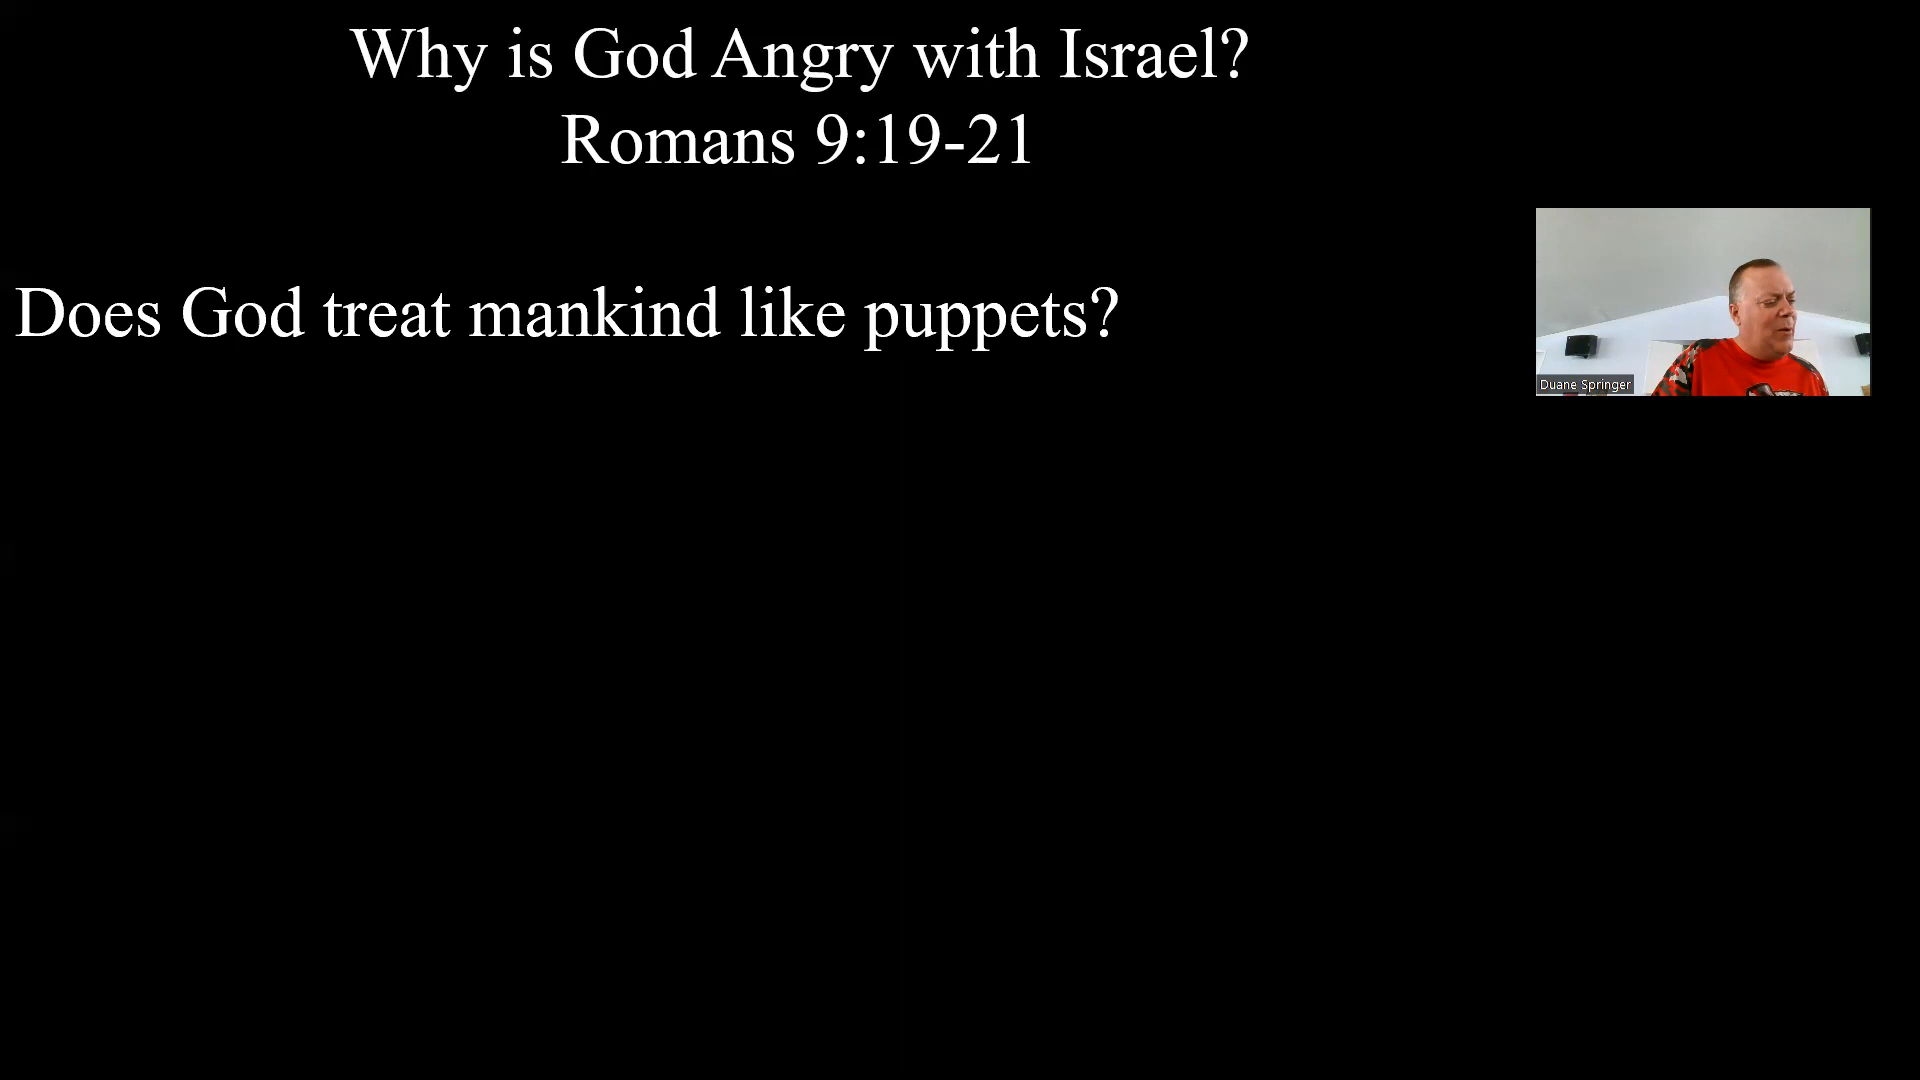 Why is God Angry with Israel?
Romans 9:19-21
Does God treat mankind like puppets?
Duane Springer